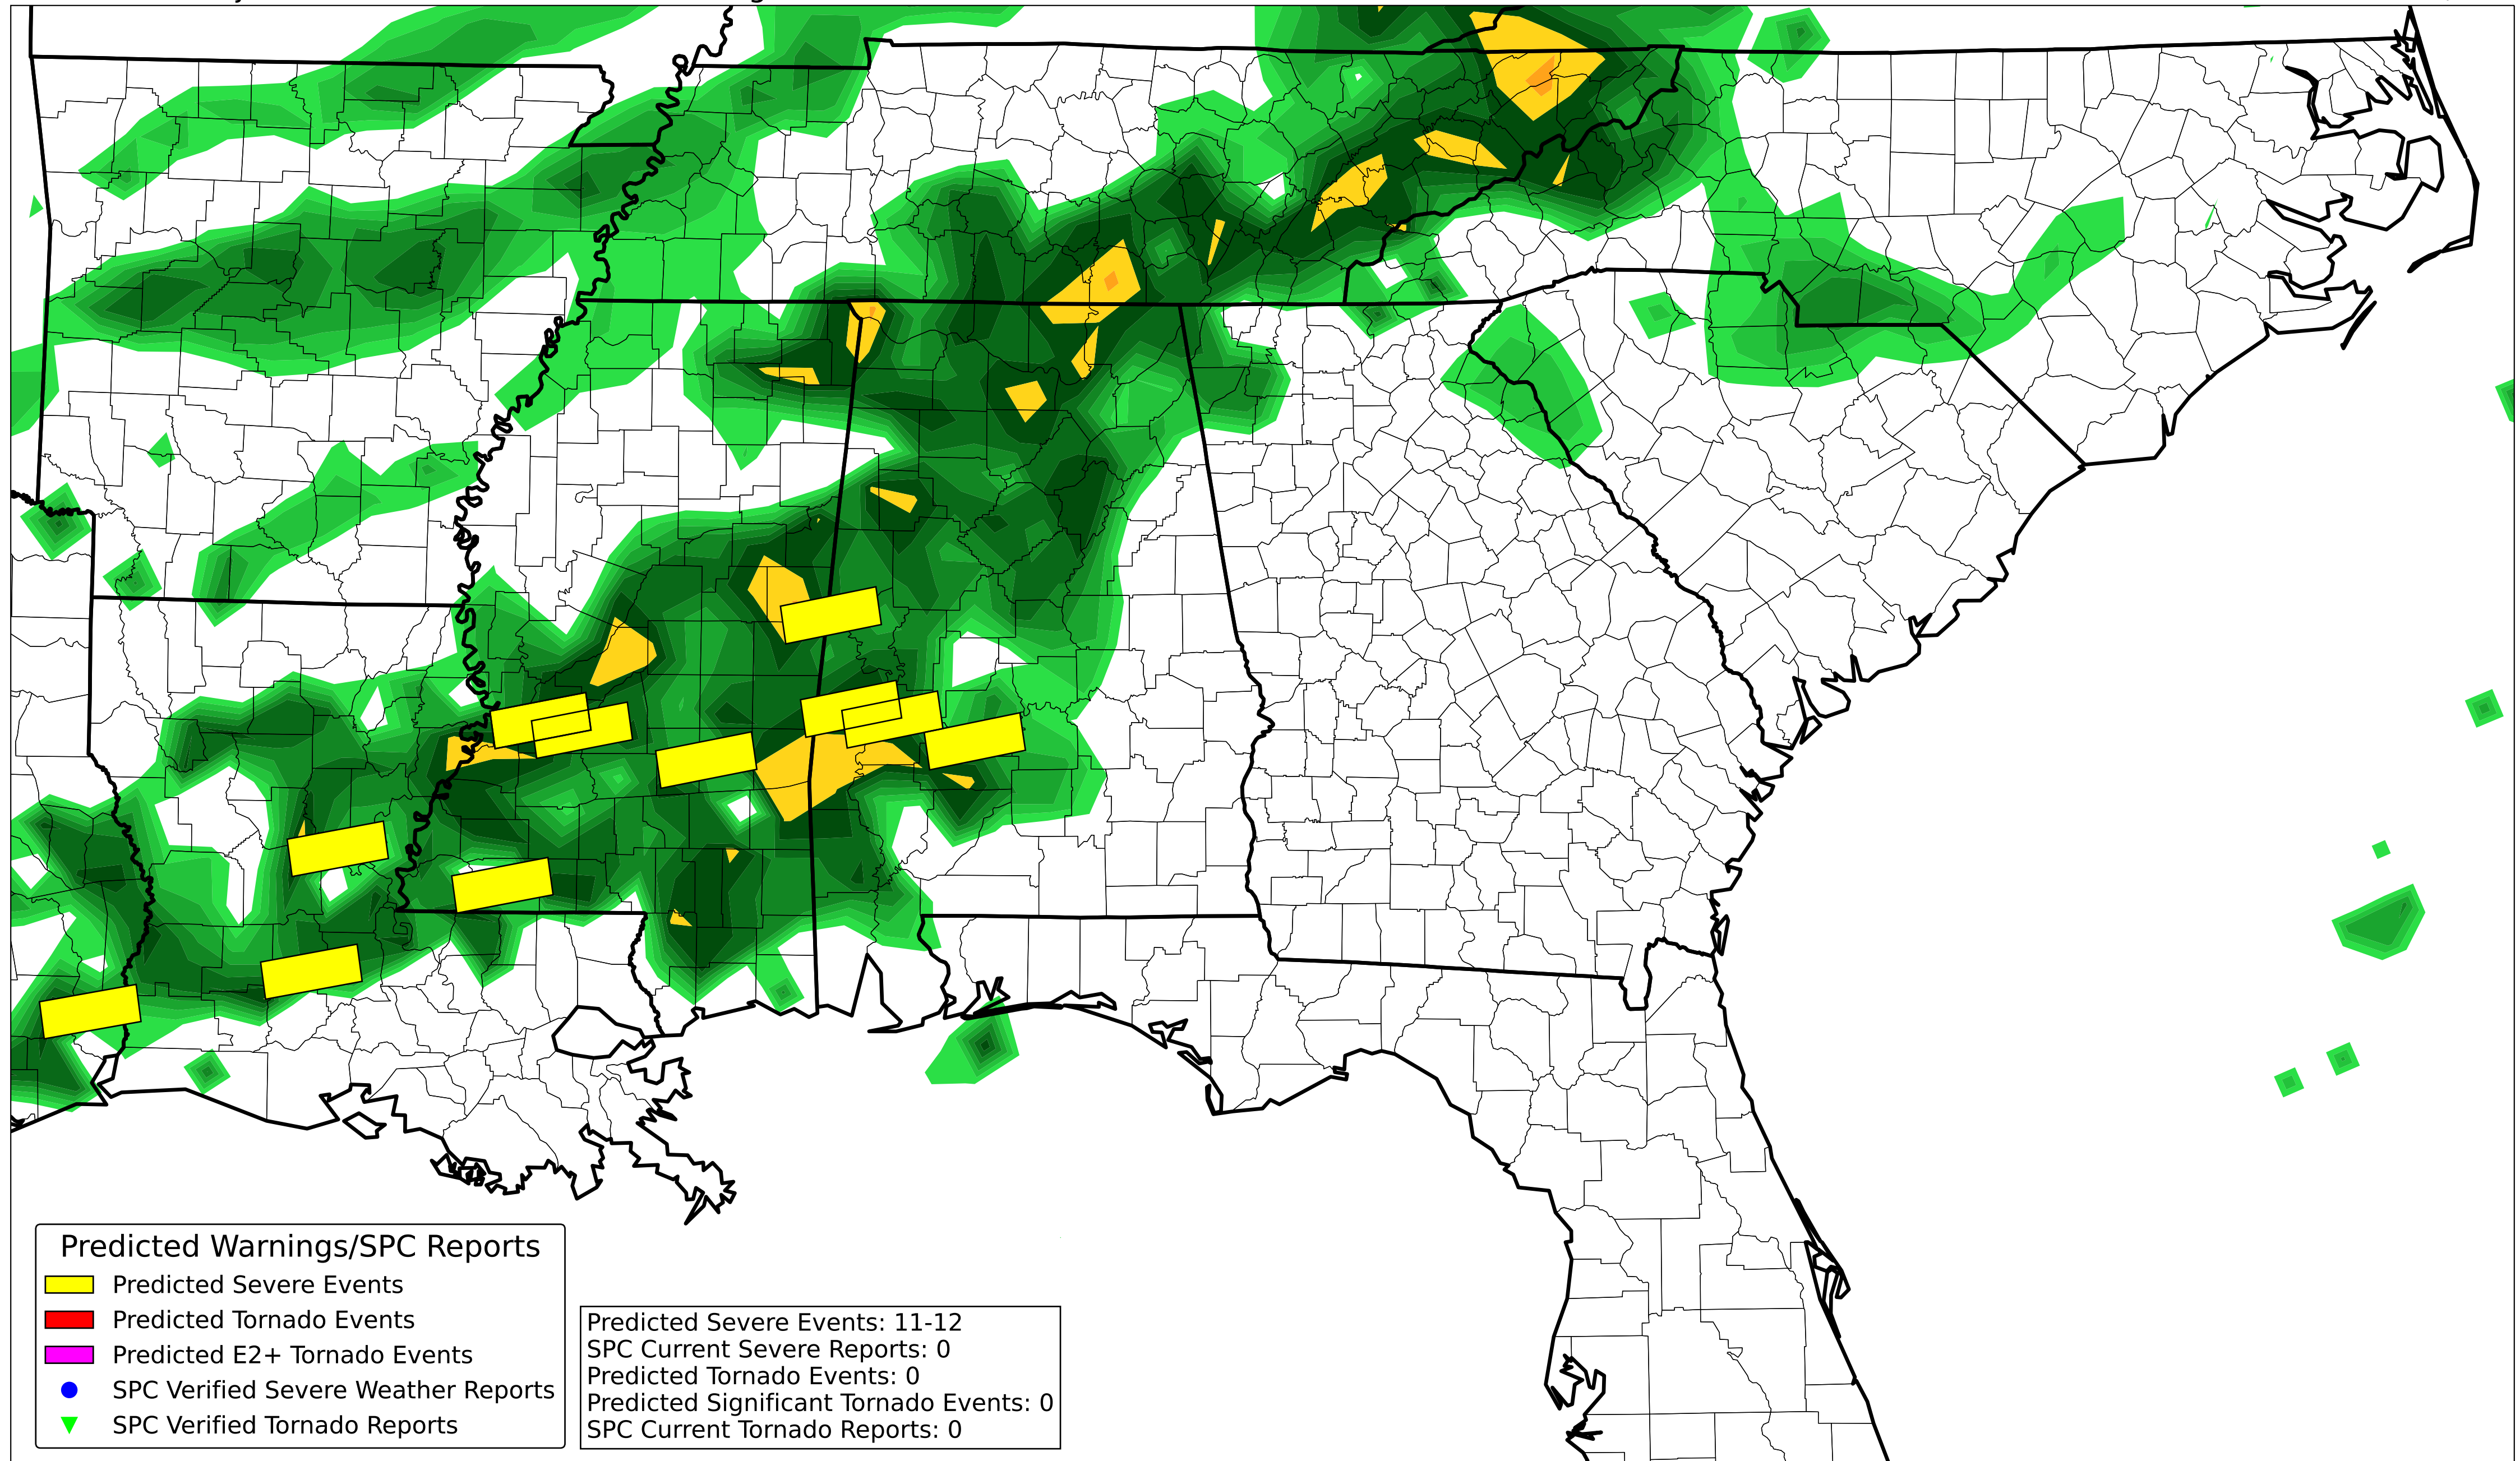 Predicted Warnings/SPC Reports
Predicted Severe Events
Predicted Tornado Events
Predicted E2+ Tornado Events
SPC Verified Severe Weather Reports
SPC Verified Tornado Reports
Predicted Severe Events: 11-12
SPC Current Severe Reports: 0
Predicted Tornado Events: 0
Predicted Significant Tornado Events: 0
SPC Current Tornado Reports: 0